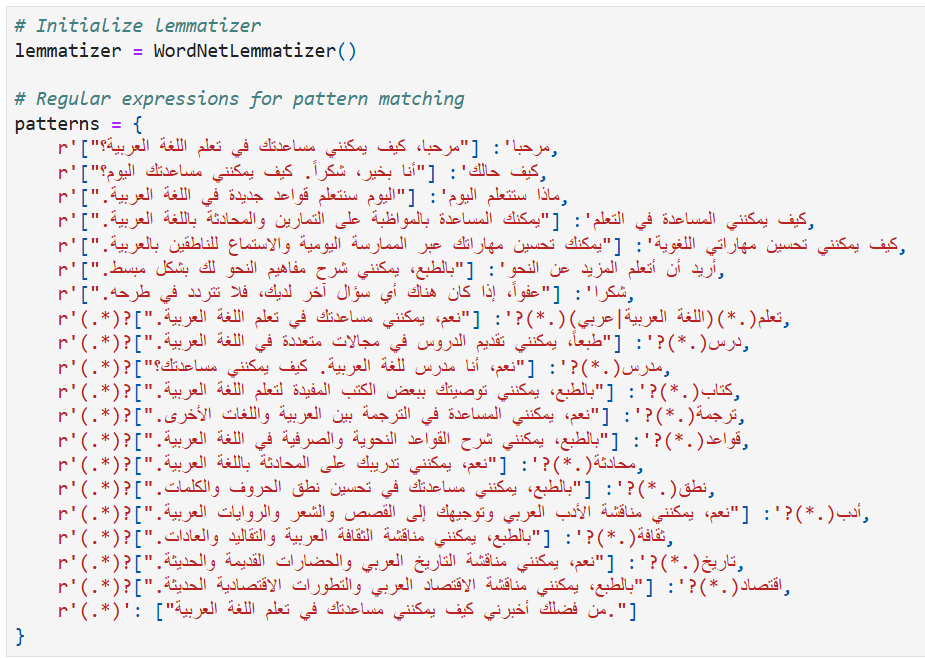 # Initialize lemmatizer
lemmatizer = WordNetLemmatizer()
# Regular expressions for pattern matching
patterns = {
r'مرحبا': ["مرحبا، كيف يمكنني مساعدتك في تعلم اللغة العربية؟"],
r'كيف حالك': ["أنا بخير، شكراً. كيف يمكنني مساعدتك اليوم؟"],
r'ماذا سنتعلم اليوم': ["اليوم سنتعلم قواعد جديدة في اللغة العربية."],
r'كيف يمكنني المساعدة في التعلم': ["يمكنك المساعدة بالمواظبة على التمارين والمحادثة باللغة العربية."],
r'كيف يمكنني تحسين مهاراتي اللغوية': ["يمكنك تحسين مهاراتك عبر الممارسة اليومية والاستماع للناطقين بالعربية."],
r'أريد أن أتعلم المزيد عن النحو': ["بالطبع، يمكنني شرح مفاهيم النحو لك بشكل مبسط."],
r'شكرا': ["عفواً، إذا كان هناك أي سؤال آخر لديك، فلا تتردد في طرحه."],
r'(.*)?تعلم(.*)(اللغة العربية|عربي)(.*)?': ["نعم، يمكنني مساعدتك في تعلم اللغة العربية."],
r'(.*)?درس(.*)?': ["طبعاً، يمكنني تقديم الدروس في مجالات متعددة في اللغة العربية."],
r'(.*)?مدرس(.*)?': ["نعم، أنا مدرس للغة العربية. كيف يمكنني مساعدتك؟"],
r'(.*)?كتاب(.*)?': ["بالطبع، يمكنني توصيتك ببعض الكتب المفيدة لتعلم اللغة العربية."],
r'(.*)?ترجمة(.*)?': ["نعم، يمكنني المساعدة في الترجمة بين العربية واللغات الأخرى."],
r'(.*)?قواعد(.*)?': ["بالطبع، يمكنني شرح القواعد النحوية والصرفية في اللغة العربية."],
r'(.*)?محادثة(.*)?': ["نعم، يمكنني تدريبك على المحادثة باللغة العربية."],
r'(.*)?نطق(.*)?': ["بالطبع، يمكنني مساعدتك في تحسين نطق الحروف والكلمات."],
r'(.*)?أدب(.*)?': ["نعم، يمكنني مناقشة الأدب العربي وتوجيهك إلى القصص والشعر والروايات العربية."],
r'(.*)?ثقافة(.*)?': ["بالطبع، يمكنني مناقشة الثقافة العربية والتقاليد والعادات."],
r'(.*)?تاريخ(.*)?': ["نعم، يمكنني مناقشة التاريخ العربي والحضارات القديمة والحديثة."],
r'(.*)?اقتصاد(.*)?': ["بالطبع، يمكنني مناقشة الاقتصاد العربي والتطورات الاقتصادية الحديثة."],
r'(.*)': ["من فضلك أخبرني كيف يمكنني مساعدتك في تعلم اللغة العربية."]
}